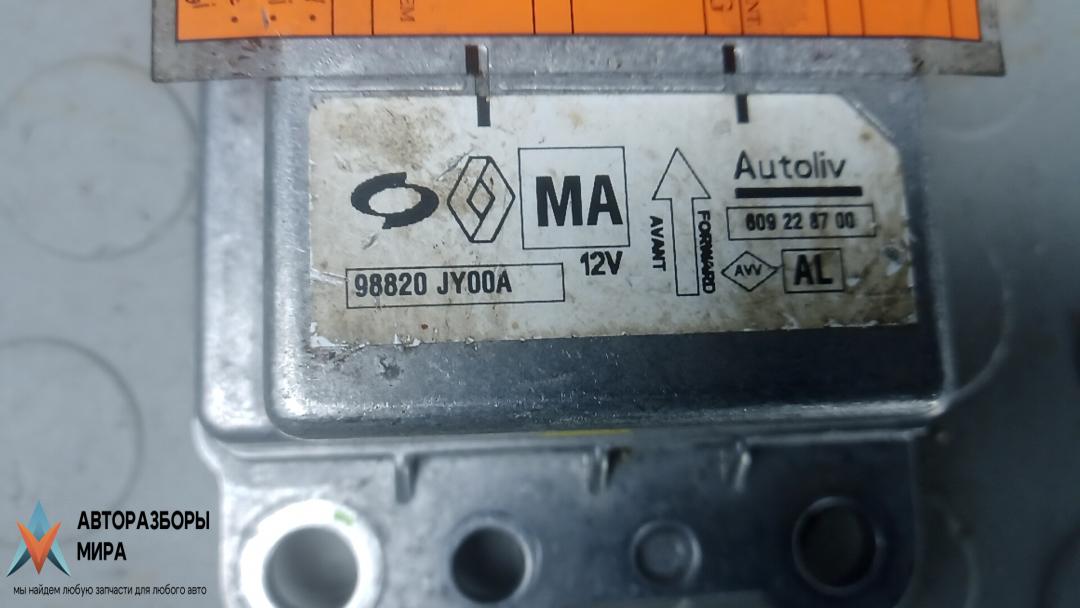 MA
12V
98820 JY00A
AVANT
FORWARD
Autoliv
609 22 87 00
AVV
AL
АВТОРАЗБОРЫ
МИРА
мы найдем любую запчасти для любого авто